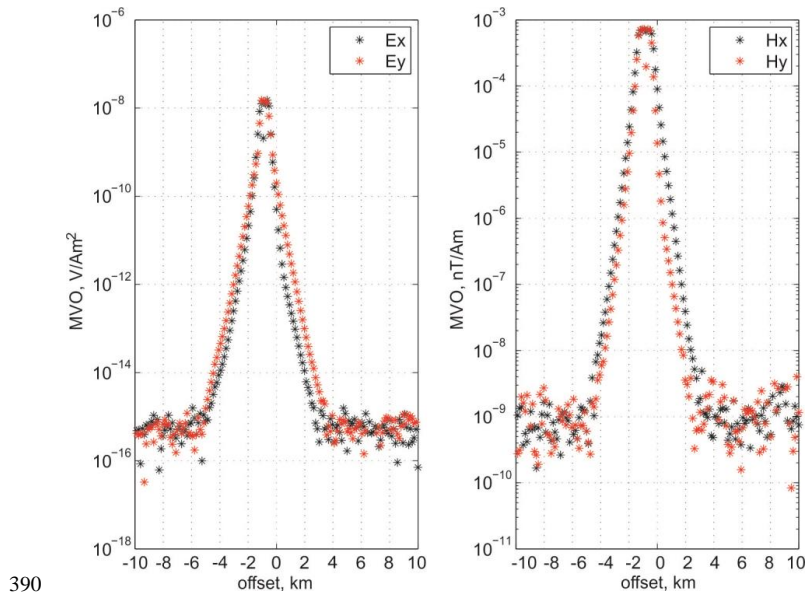 10⁻⁶
10⁻⁸
10⁻¹⁰
10⁻¹²
10⁻¹⁴
10⁻¹⁶
10⁻¹⁸
MVO, V/Am²
Ex
Ey
-10 -8 -6 -4 -2 0 2 4 6 8 10
offset, km
10⁻³
10⁻⁴
10⁻⁵
10⁻⁶
10⁻⁷
10⁻⁸
10⁻⁹
10⁻¹⁰
10⁻¹¹
MVO, nT/Am
Hx
Hy
-10 -8 -6 -4 -2 0 2 4 6 8 10
offset, km
390